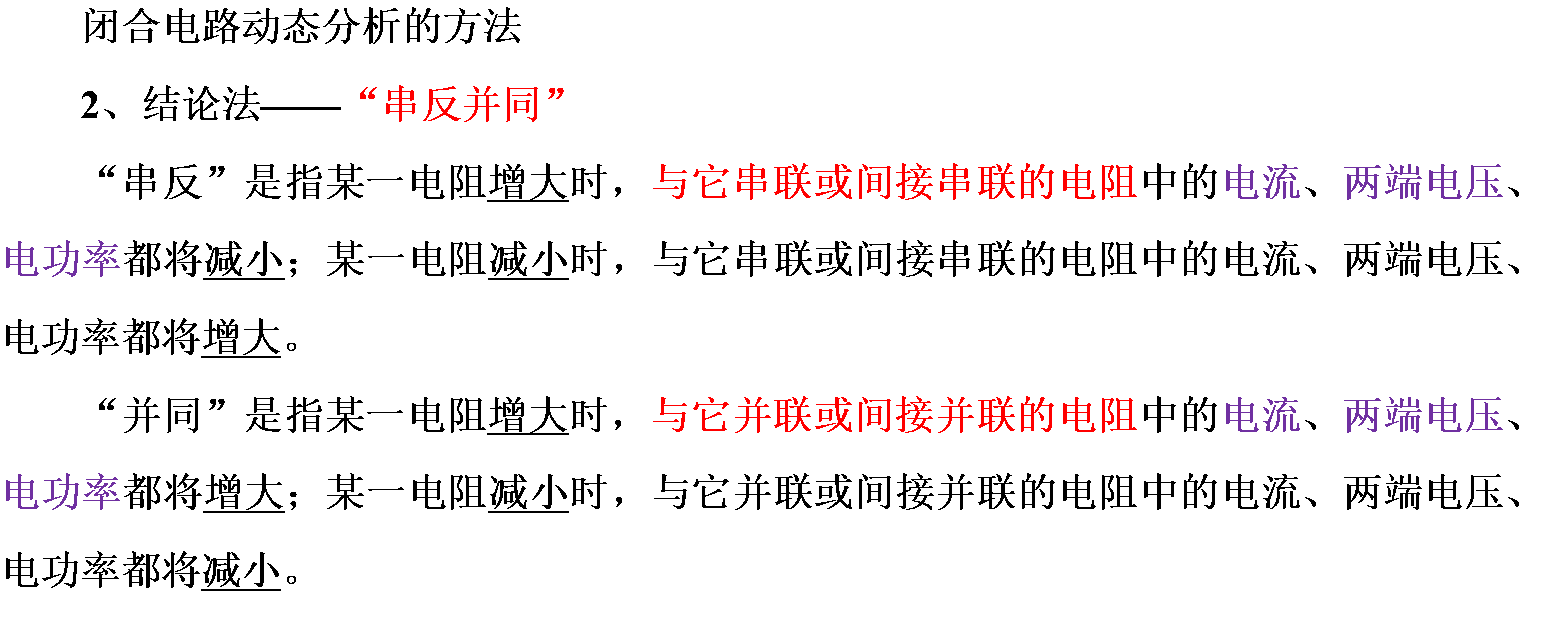 闭合电路动态分析的方法
2、结论法——“串反并同”
“串反”是指某一电阻增大时，与它串联或间接串联的电阻中的电流、两端电压、
电功率都将减小；某一电阻减小时，与它串联或间接串联的电阻中的电流、两端电压、
电功率都将增大。
“并同”是指某一电阻增大时，与它并联或间接并联的电阻中的电流、两端电压、
电功率都将增大；某一电阻减小时，与它并联或间接并联的电阻中的电流、两端电压、
电功率都将减小。